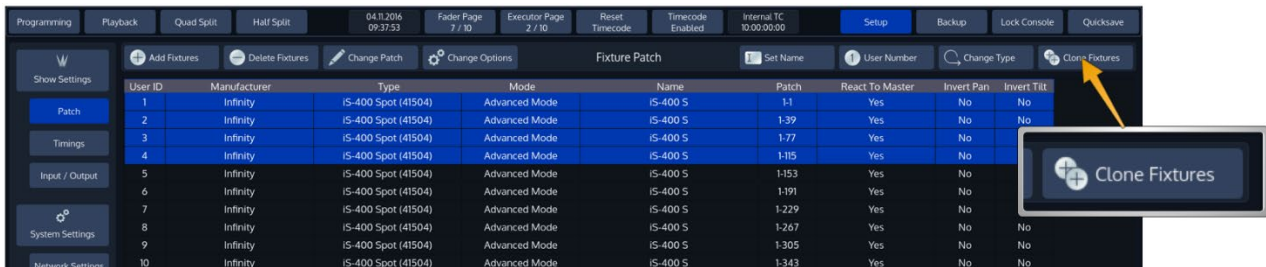 Programming Playback Quad Split Half Split 04.11.2016 09:37:53 Fader Page 7 / 10 Executor Page 2 / 10 Reset Timecode Timecode Enabled Internal TC 10:00:00:00 Setup Backup Lock Console Quicksave
Show Settings
Patch
Timings
Input / Output
System Settings
Network Settings
Add Fixtures Delete Fixtures Change Patch Change Options Fixture Patch Set Name User Number Change Type Clone Fixtures
User ID Manufacturer Type Mode Name Patch React To Master Invert Pan Invert Tilt
1 Infinity iS-400 Spot (41504) Advanced Mode iS-400 S 1-1 Yes No No
2 Infinity iS-400 Spot (41504) Advanced Mode iS-400 S 1-39 Yes No No
3 Infinity iS-400 Spot (41504) Advanced Mode iS-400 S 1-77 Yes No
4 Infinity iS-400 Spot (41504) Advanced Mode iS-400 S 1-115 Yes No
5 Infinity iS-400 Spot (41504) Advanced Mode iS-400 S 1-153 Yes No
6 Infinity iS-400 Spot (41504) Advanced Mode iS-400 S 1-191 Yes No
7 Infinity iS-400 Spot (41504) Advanced Mode iS-400 S 1-229 Yes No
8 Infinity iS-400 Spot (41504) Advanced Mode iS-400 S 1-267 Yes No No
9 Infinity iS-400 Spot (41504) Advanced Mode iS-400 S 1-305 Yes No No
10 Infinity iS-400 Spot (41504) Advanced Mode iS-400 S 1-343 Yes No No
Clone Fixtures